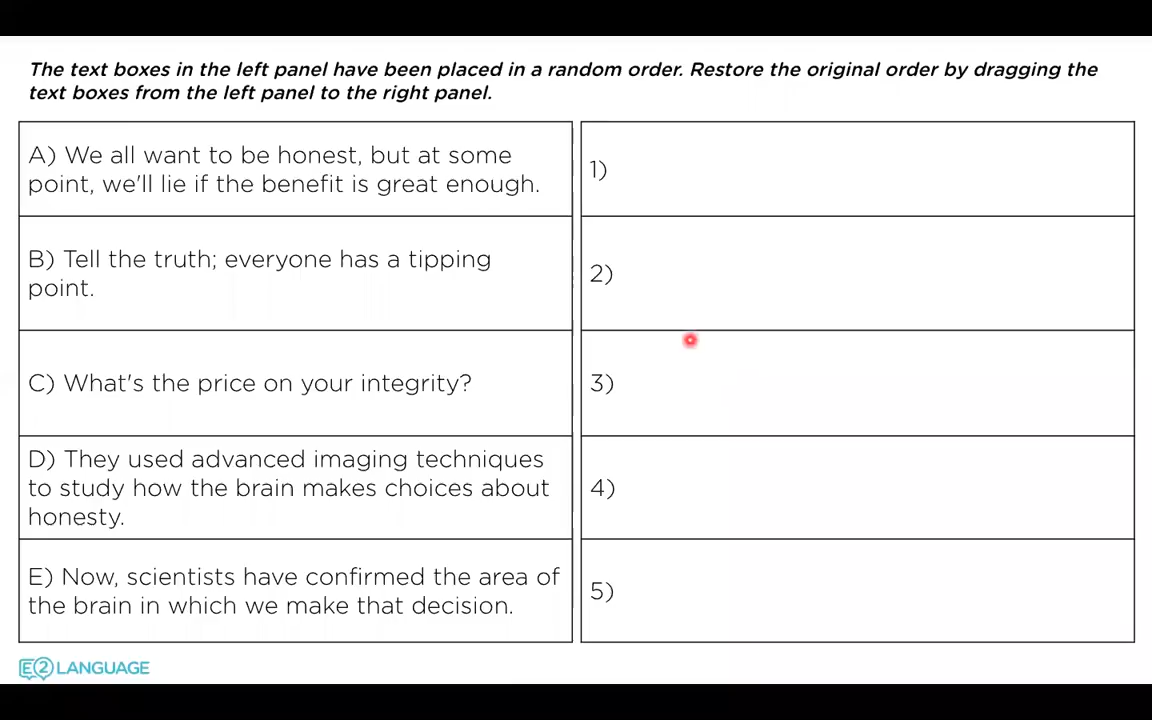 The text boxes in the left panel have been placed in a random order. Restore the original order by dragging the
text boxes from the left panel to the right panel.
A) We all want to be honest, but at some
point, we'll lie if the benefit is great enough.
B) Tell the truth; everyone has a tipping
point.
C) What's the price on your integrity?
D) They used advanced imaging techniques
to study how the brain makes choices about
honesty.
E) Now, scientists have confirmed the area of
the brain in which we make that decision.
1)
2)
3)
4)
5)
E2 LANGUAGE